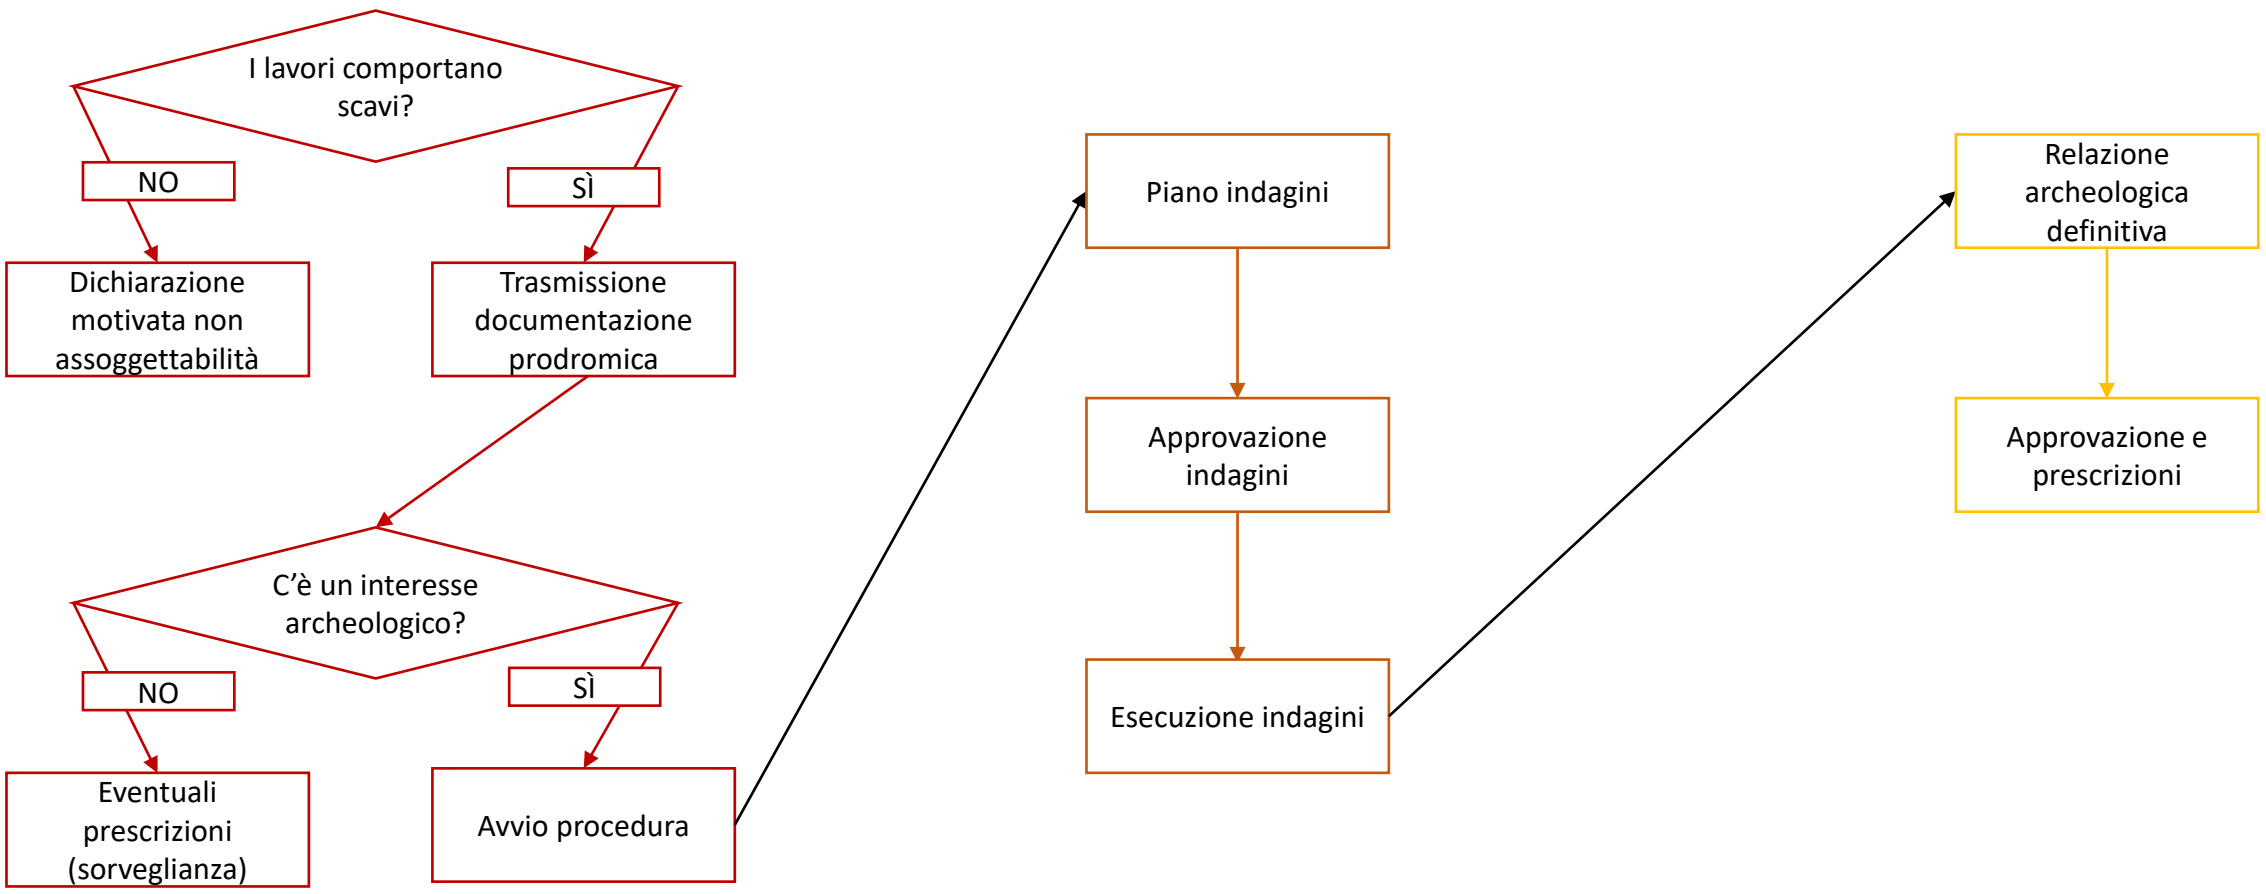 I lavori comportano
scavi?
NO
SÌ
Dichiarazione
motivata non
assoggettabilità
Trasmissione
documentazione
prodromica
C’è un interesse
archeologico?
NO
SÌ
Eventuali
prescrizioni
(sorveglianza)
Avvio procedura
Piano indagini
Approvazione
indagini
Esecuzione indagini
Relazione
archeologica
definitiva
Approvazione e
prescrizioni